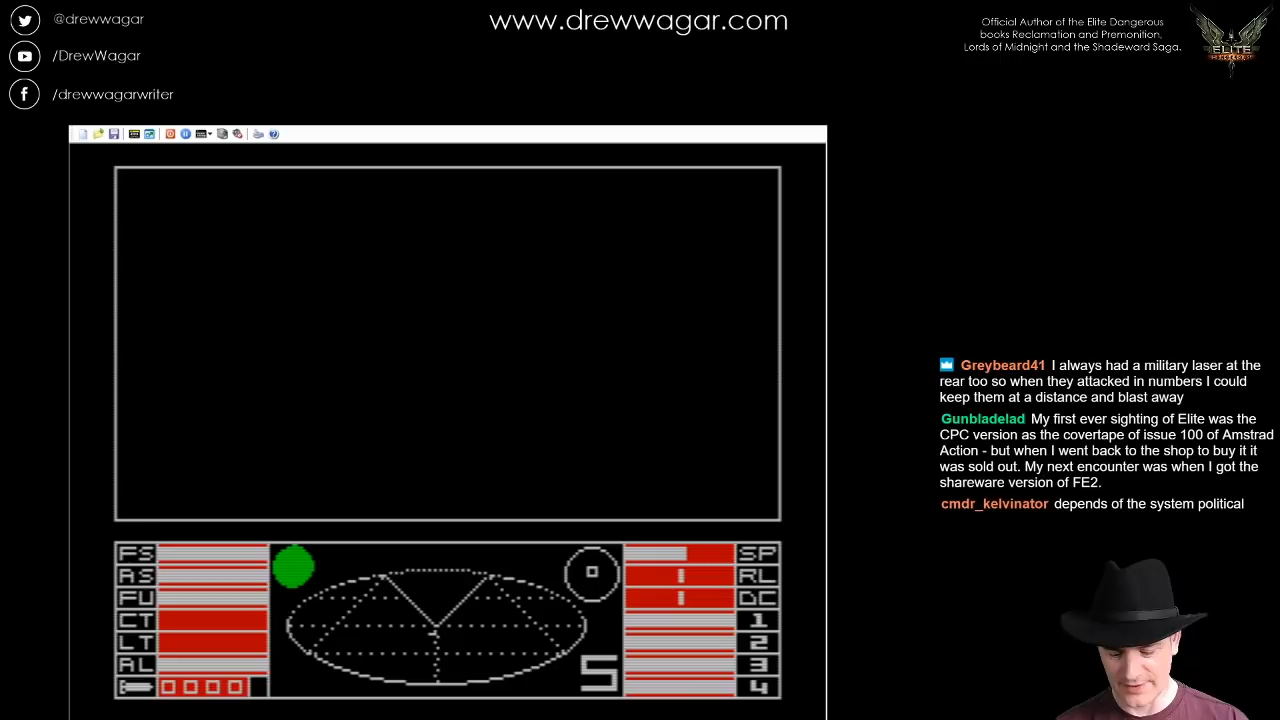 @drewwagar
/DrewWagar
/drewwagarwriter
www.drewwagar.com
Official Author of the Elite Dangerous
books Reclamation and Premonition,
Lords of Midnight and the Shadeward Saga.
ELITE
DANGEROUS
Greybeard41 I always had a military laser at the
rear too so when they attacked in numbers I could
keep them at a distance and blast away
Gunbladelad My first ever sighting of Elite was the
CPC version as the covertape of issue 100 of Amstrad
Action - but when I went back to the shop to buy it it
was sold out. My next encounter was when I got the
shareware version of FE2.
cmdr_kelvinator depends of the system political
FS
AS
FU
CT
LT
AL
S
SP
RL
DC
1
2
3
4